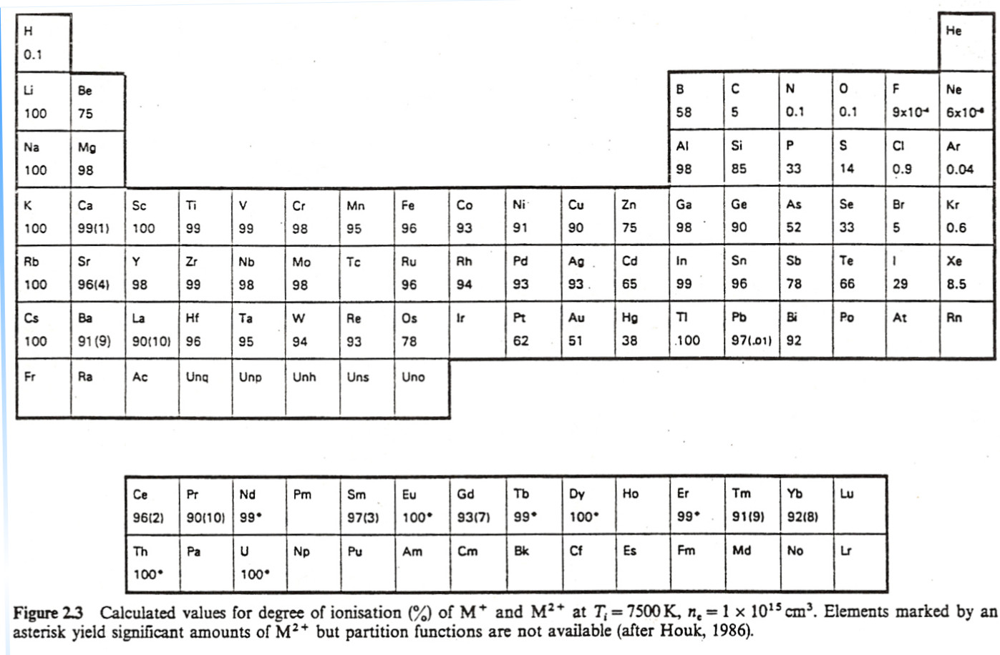 H He
0.1
Li Be B C N O F Ne
100 75 58 5 0.1 0.1 9x10⁻⁴ 6x10⁻⁶
Na Mg Al Si P S Cl Ar
100 98 98 85 33 14 0.9 0.04
K Ca Sc Ti V Cr Mn Fe Co Ni Cu Zn Ga Ge As Se Br Kr
100 99(1) 100 99 99 98 95 96 93 91 90 75 98 90 52 33 5 0.6
Rb Sr Y Zr Nb Mo Tc Ru Rh Pd Ag Cd In Sn Sb Te I Xe
100 96(4) 98 99 98 98 96 94 93 93 65 99 96 78 66 29 8.5
Cs Ba La Hf Ta W Re Os Ir Pt Au Hg Tl Pb Bi Po At Rn
100 91(9) 90(10) 96 95 94 93 78 62 51 38 100 97(.01) 92
Fr Ra Ac Unq Unp Unh Uns Uno
Ce Pr Nd Pm Sm Eu Gd Tb Dy Ho Er Tm Yb Lu
96(2) 90(10) 99* 97(3) 100* 93(7) 99* 100* 99* 91(9) 92(8)
Th Pa U Np Pu Am Cm Bk Cf Es Fm Md No Lr
100* 100*
Figure 2.3 Calculated values for degree of ionisation (%) of M⁺ and M²⁺ at Tᵢ = 7500 K, nₑ = 1 × 10¹⁵ cm³. Elements marked by an
asterisk yield significant amounts of M²⁺ but partition functions are not available (after Houk, 1986).